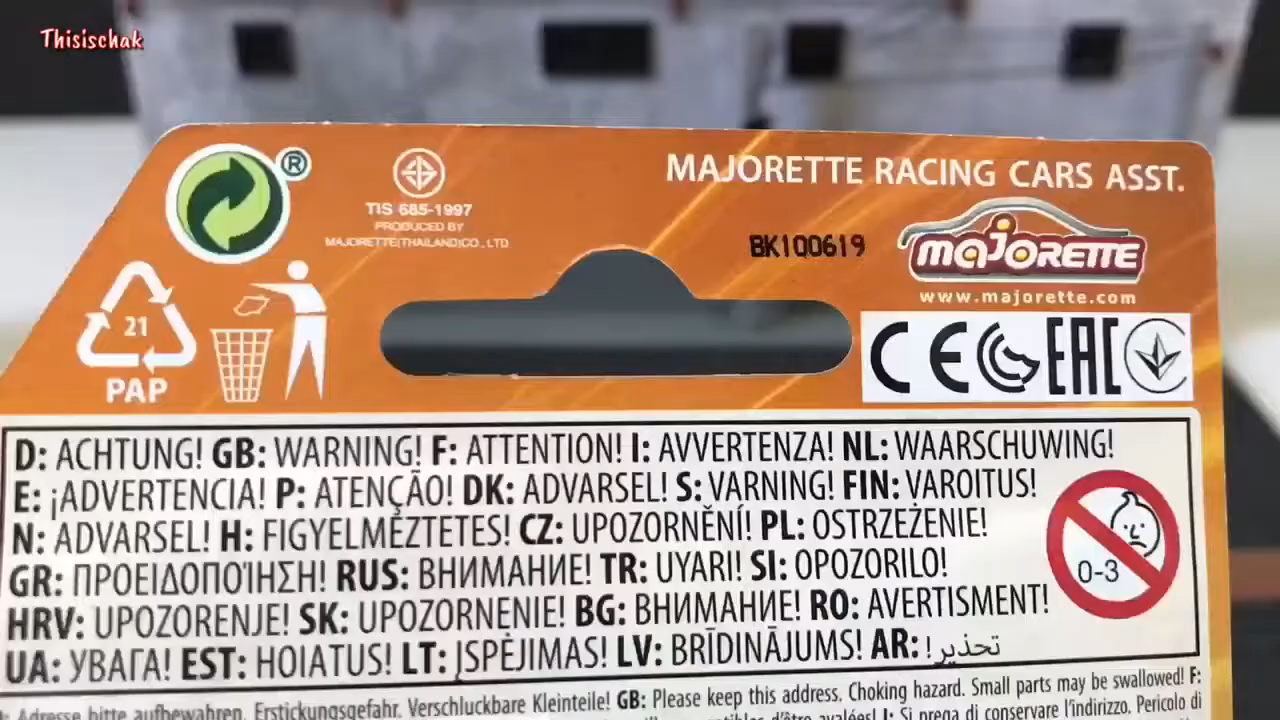 Thisischak
®
TIS 685-1997
PRODUCED BY
MAJORETTE(THAILAND)CO.,LTD
MAJORETTE RACING CARS ASST.
BK100619
majorette
www.majorette.com
21
PAP
CE EAC
D: ACHTUNG! GB: WARNING! F: ATTENTION! I: AVVERTENZA! NL: WAARSCHUWING!
E: ¡ADVERTENCIA! P: ATENÇÃO! DK: ADVARSEL! S: VARNING! FIN: VAROITUS!
N: ADVARSEL! H: FIGYELMEZTETES! CZ: UPOZORNĚNÍ! PL: OSTRZEŻENIE!
GR: ΠΡΟΕΙΔΟΠΟΊΗΣΗ! RUS: ВНИМАНИЕ! TR: UYARI! SI: OPOZORILO!
HRV: UPOZORENJE! SK: UPOZORNENIE! BG: ВНИМАНИЕ! RO: AVERTISMENT!
UA: УВАГА! EST: HOIATUS! LT: ĮSPĖJIMAS! LV: BRĪDINĀJUMS! AR: تحذير!
0-3
Adresse bitte aufbewahren. Erstickungsgefahr. Verschluckbare Kleinteile! GB: Please keep this address. Choking hazard. Small parts may be swallowed! F:
d'être avalées! I: Si prega di conservare l'indirizzo. Pericolo di